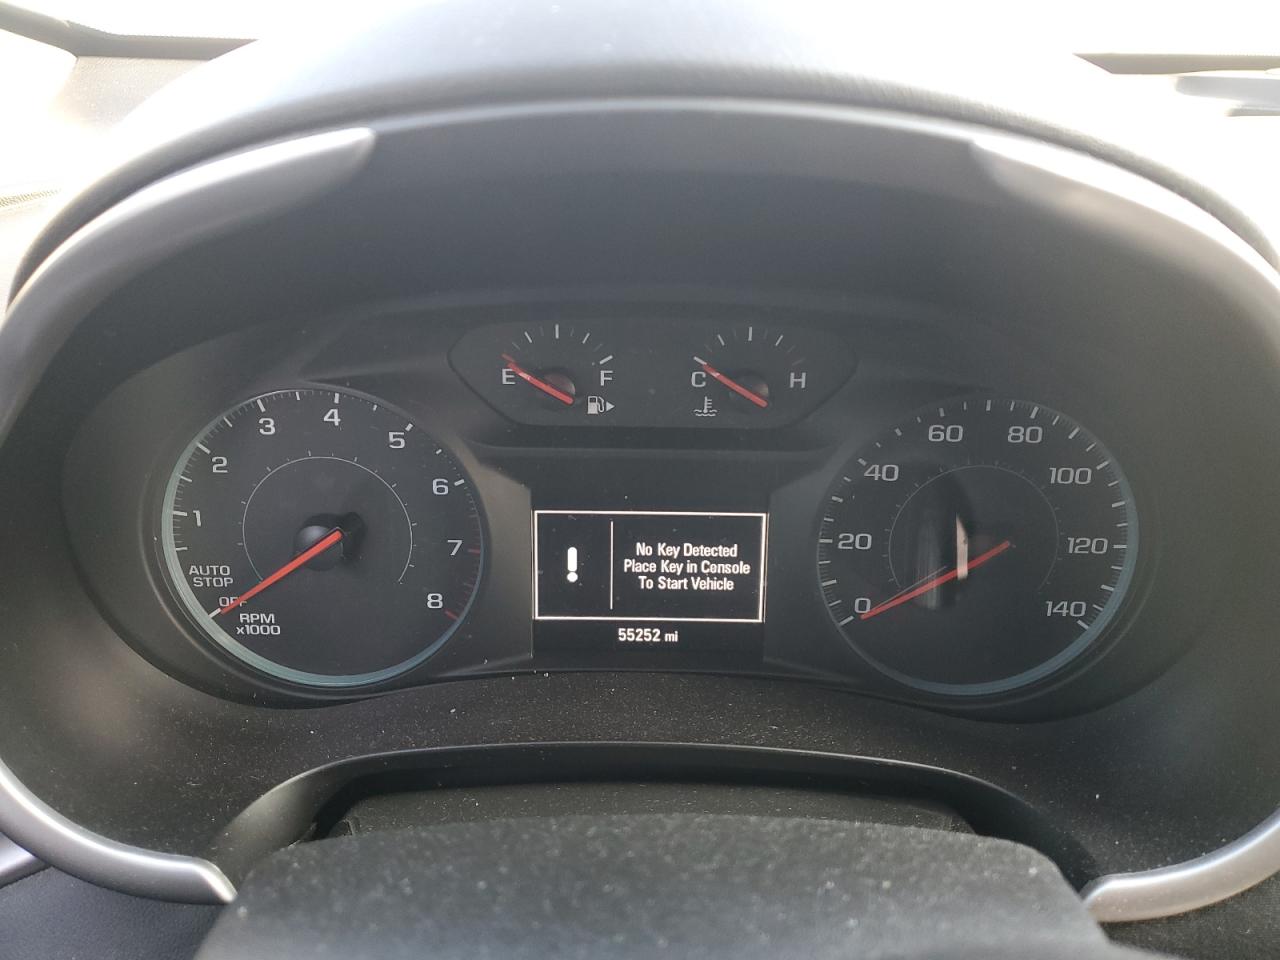 E
F
C
H
1
2
3
4
5
6
7
8
AUTO
STOP
OFF
RPM
x1000
No Key Detected
Place Key in Console
To Start Vehicle
55252 mi
0
20
40
60
80
100
120
140